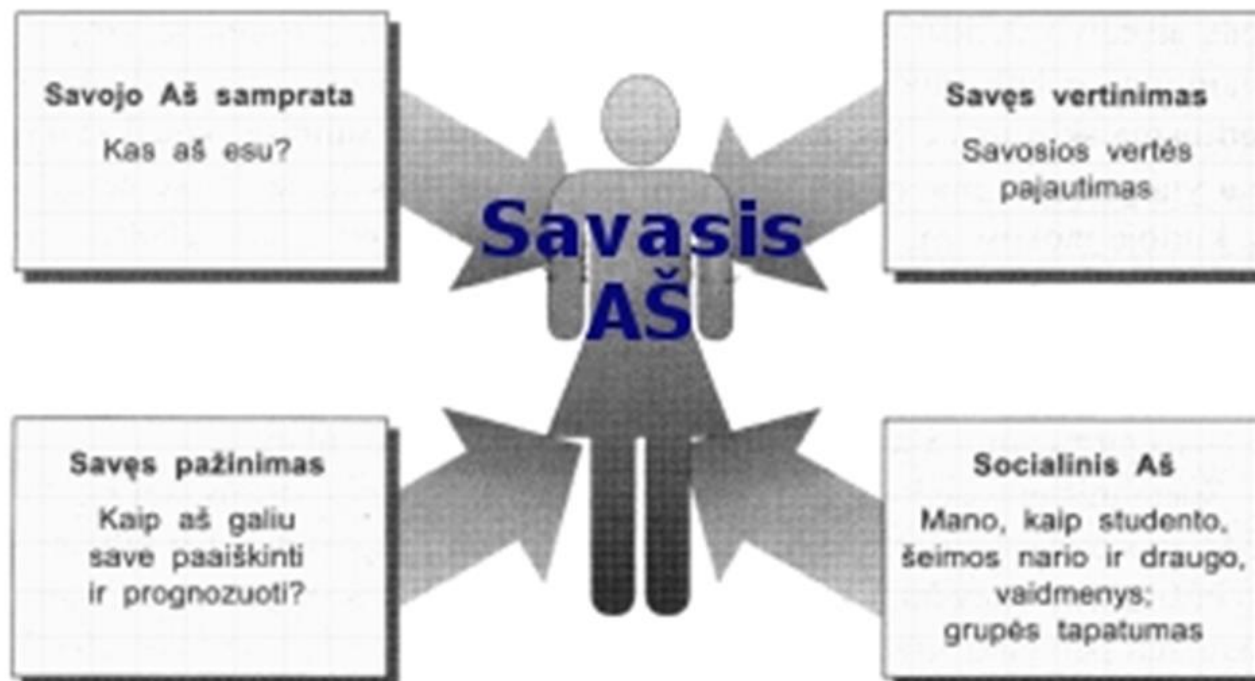 Savojo Aš samprata
Kas aš esu?
Savęs vertinimas
Savosios vertės
pajautimas
Savasis
AŠ
Savęs pažinimas
Kaip aš galiu
save paaiškinti
ir prognozuoti?
Socialinis Aš
Mano, kaip studento,
šeimos nario ir draugo,
vaidmenys;
grupės tapatumas